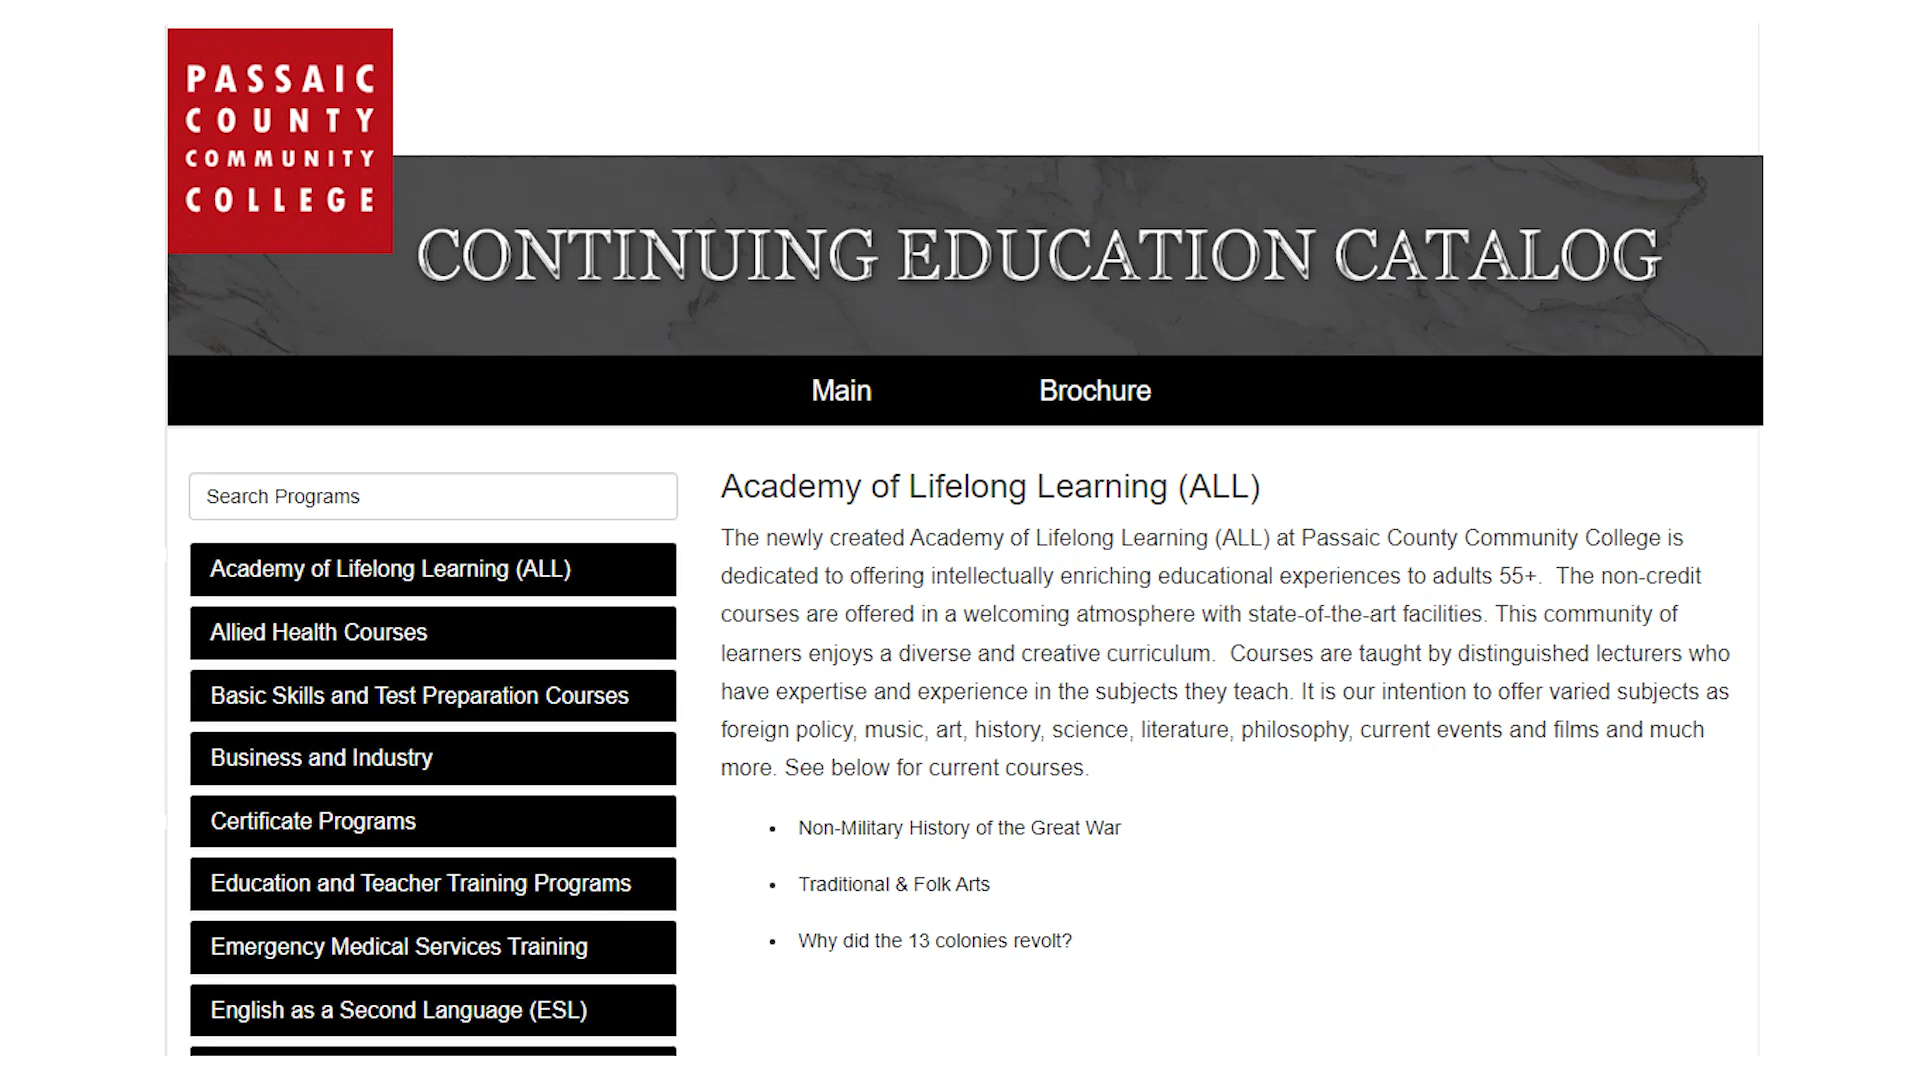 PASSAIC
COUNTY
COMMUNITY
COLLEGE
CONTINUING EDUCATION CATALOG
Main Brochure
Search Programs
Academy of Lifelong Learning (ALL)
Allied Health Courses
Basic Skills and Test Preparation Courses
Business and Industry
Certificate Programs
Education and Teacher Training Programs
Emergency Medical Services Training
English as a Second Language (ESL)
Academy of Lifelong Learning (ALL)
The newly created Academy of Lifelong Learning (ALL) at Passaic County Community College is
dedicated to offering intellectually enriching educational experiences to adults 55+.  The non-credit
courses are offered in a welcoming atmosphere with state-of-the-art facilities. This community of
learners enjoys a diverse and creative curriculum.  Courses are taught by distinguished lecturers who
have expertise and experience in the subjects they teach. It is our intention to offer varied subjects as
foreign policy, music, art, history, science, literature, philosophy, current events and films and much
more. See below for current courses.
• Non-Military History of the Great War
• Traditional & Folk Arts
• Why did the 13 colonies revolt?